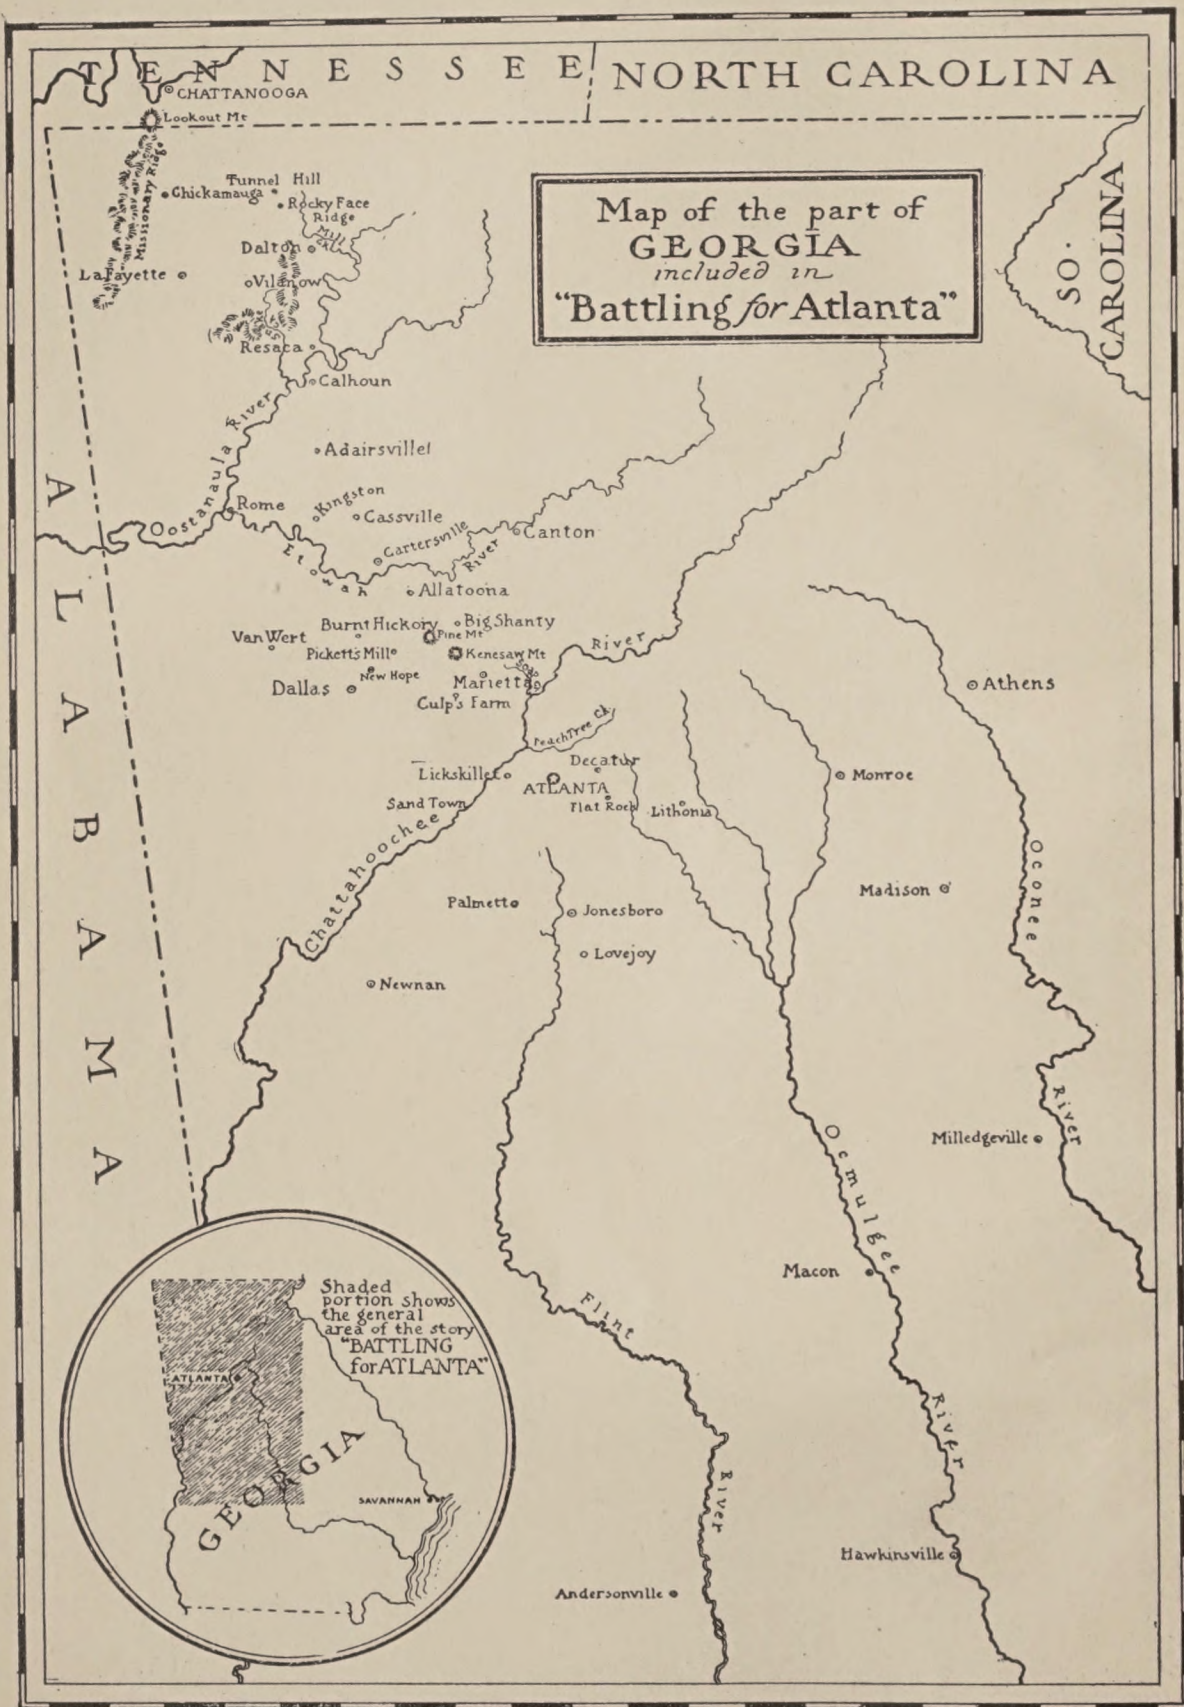 TENNESSEE
NORTH CAROLINA
CHATTANOOGA
Lookout Mt
Missionary Ridge
Tunnel Hill
Chickamauga
Rocky Face
Ridge
Mill
Dalton
LaFayette
Vilanow
Resaca
Calhoun
Map of the part of
GEORGIA
included in
"Battling for Atlanta"
SO.
CAROLINA
Oostanaula River
Adairsville
Rome
Kingston
Cassville
Cartersville
Etowah
River
Canton
Allatoona
ALABAMA
Burnt Hickory
Big Shanty
Pine Mt
Van Wert
Picketts Mill
Kenesaw Mt
New Hope
Marietta
Dallas
Culp's Farm
River
Athens
PeachTree Ck.
Lickskillet
Decatur
ATLANTA
Sand Town
Flat Rock
Lithonia
Monroe
Chattahoochee
Oconee
Madison
Palmetto
Jonesboro
Lovejoy
Newnan
River
Milledgeville
Ocmulgee
Macon
Flint
River
River
Hawkinsville
Andersonville
Shaded
portion shows
the general
area of the story
"BATTLING
for ATLANTA"
ATLANTA
GEORGIA
SAVANNAH